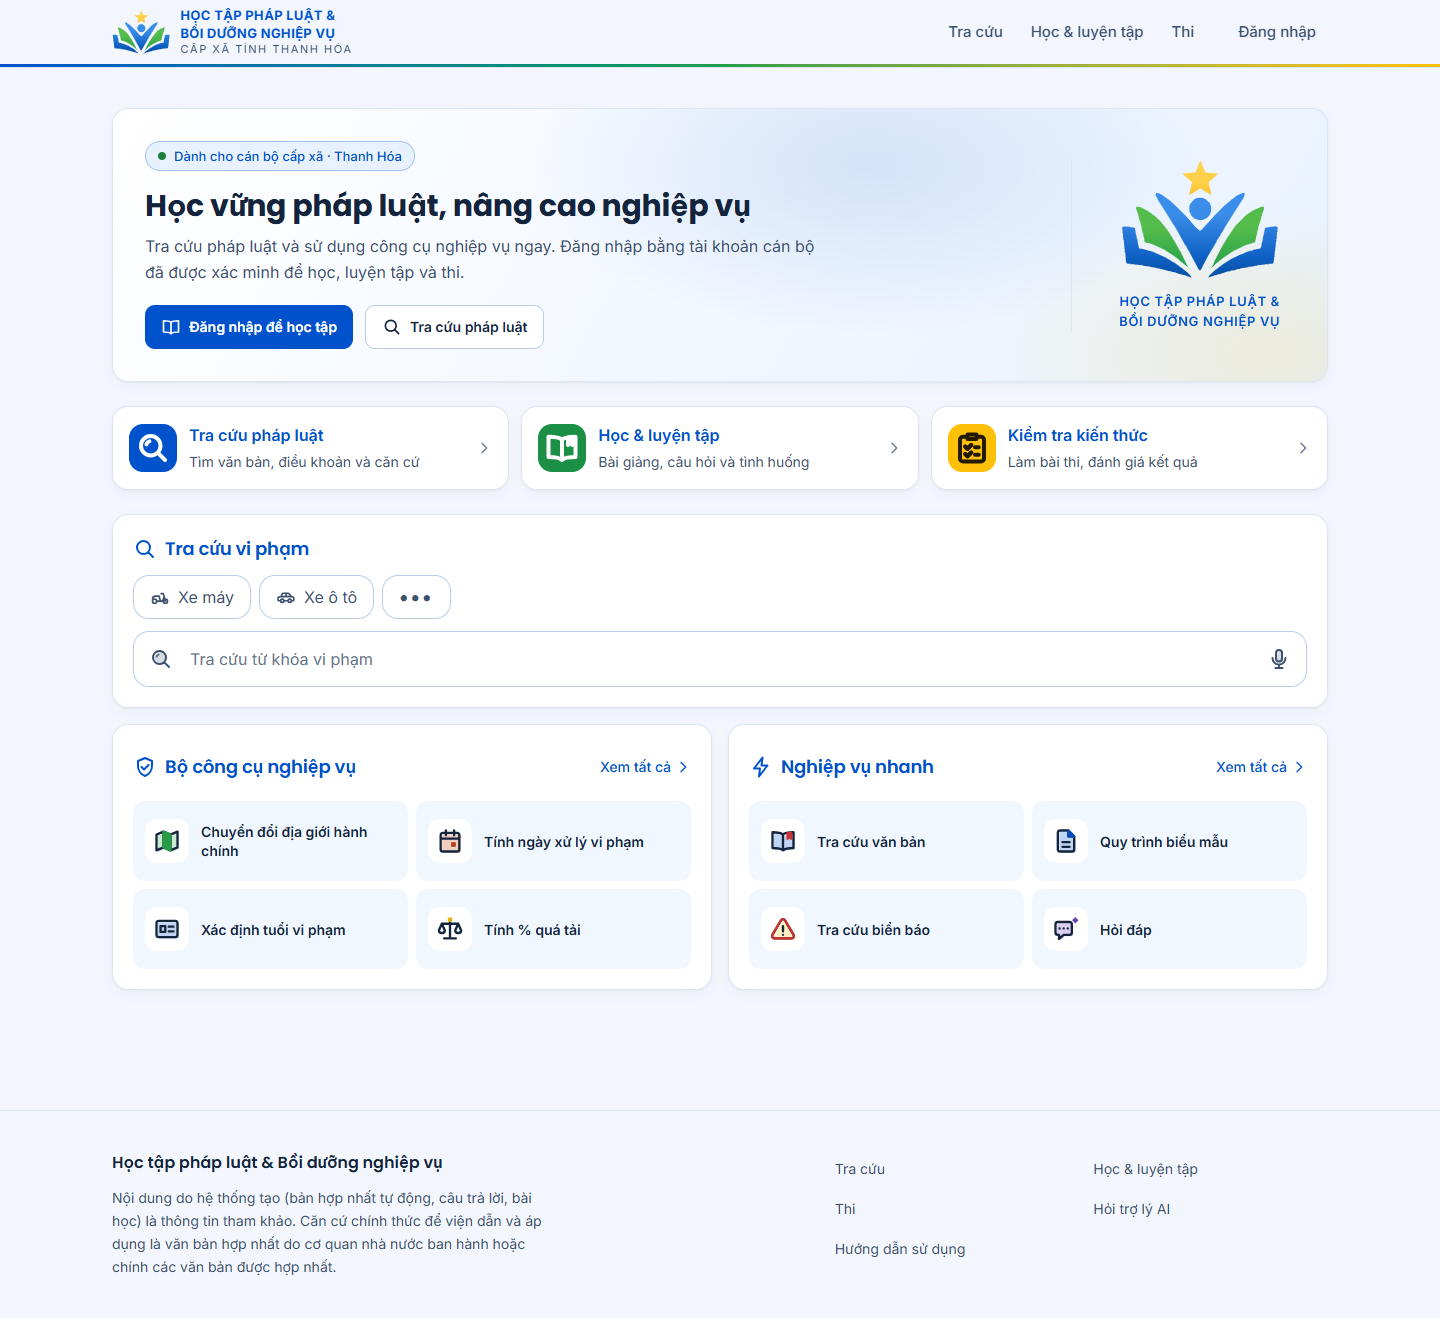 HỌC TẬP PHÁP LUẬT &
BỒI DƯỠNG NGHIỆP VỤ
CẤP XÃ TỈNH THANH HÓA
Tra cứu
Học & luyện tập
Thi
Đăng nhập
Dành cho cán bộ cấp xã · Thanh Hóa
Học vững pháp luật, nâng cao nghiệp vụ
Tra cứu pháp luật và sử dụng công cụ nghiệp vụ ngay. Đăng nhập bằng tài khoản cán bộ
đã được xác minh để học, luyện tập và thi.
Đăng nhập để học tập
Tra cứu pháp luật
HỌC TẬP PHÁP LUẬT &
BỒI DƯỠNG NGHIỆP VỤ
Tra cứu pháp luật
Tìm văn bản, điều khoản và căn cứ
Học & luyện tập
Bài giảng, câu hỏi và tình huống
Kiểm tra kiến thức
Làm bài thi, đánh giá kết quả
Tra cứu vi phạm
Xe máy
Xe ô tô
•••
Tra cứu từ khóa vi phạm
Bộ công cụ nghiệp vụ
Xem tất cả
Chuyển đổi địa giới hành
chính
Tính ngày xử lý vi phạm
Xác định tuổi vi phạm
Tính % quá tải
Nghiệp vụ nhanh
Xem tất cả
Tra cứu văn bản
Quy trình biểu mẫu
Tra cứu biển báo
Hỏi đáp
Học tập pháp luật & Bồi dưỡng nghiệp vụ
Nội dung do hệ thống tạo (bản hợp nhất tự động, câu trả lời, bài
học) là thông tin tham khảo. Căn cứ chính thức để viện dẫn và áp
dụng là văn bản hợp nhất do cơ quan nhà nước ban hành hoặc
chính các văn bản được hợp nhất.
Tra cứu
Học & luyện tập
Thi
Hỏi trợ lý AI
Hướng dẫn sử dụng